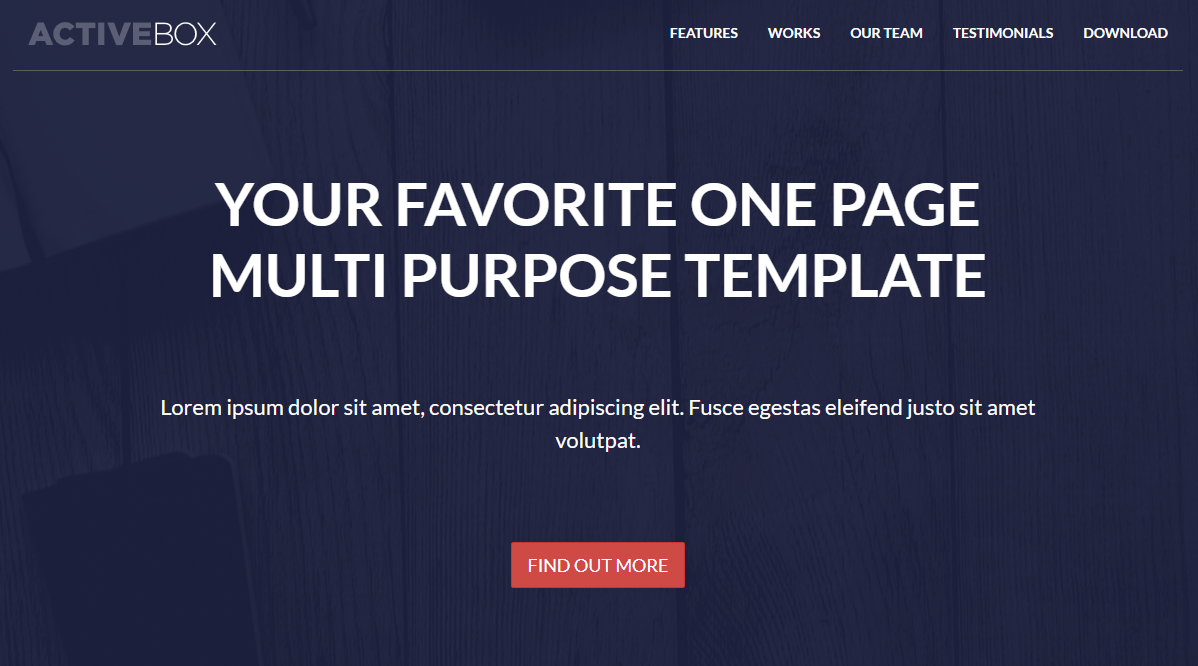 ACTIVEBOX
FEATURES WORKS OUR TEAM TESTIMONIALS DOWNLOAD
YOUR FAVORITE ONE PAGE
MULTI PURPOSE TEMPLATE
Lorem ipsum dolor sit amet, consectetur adipiscing elit. Fusce egestas eleifend justo sit amet
volutpat.
FIND OUT MORE